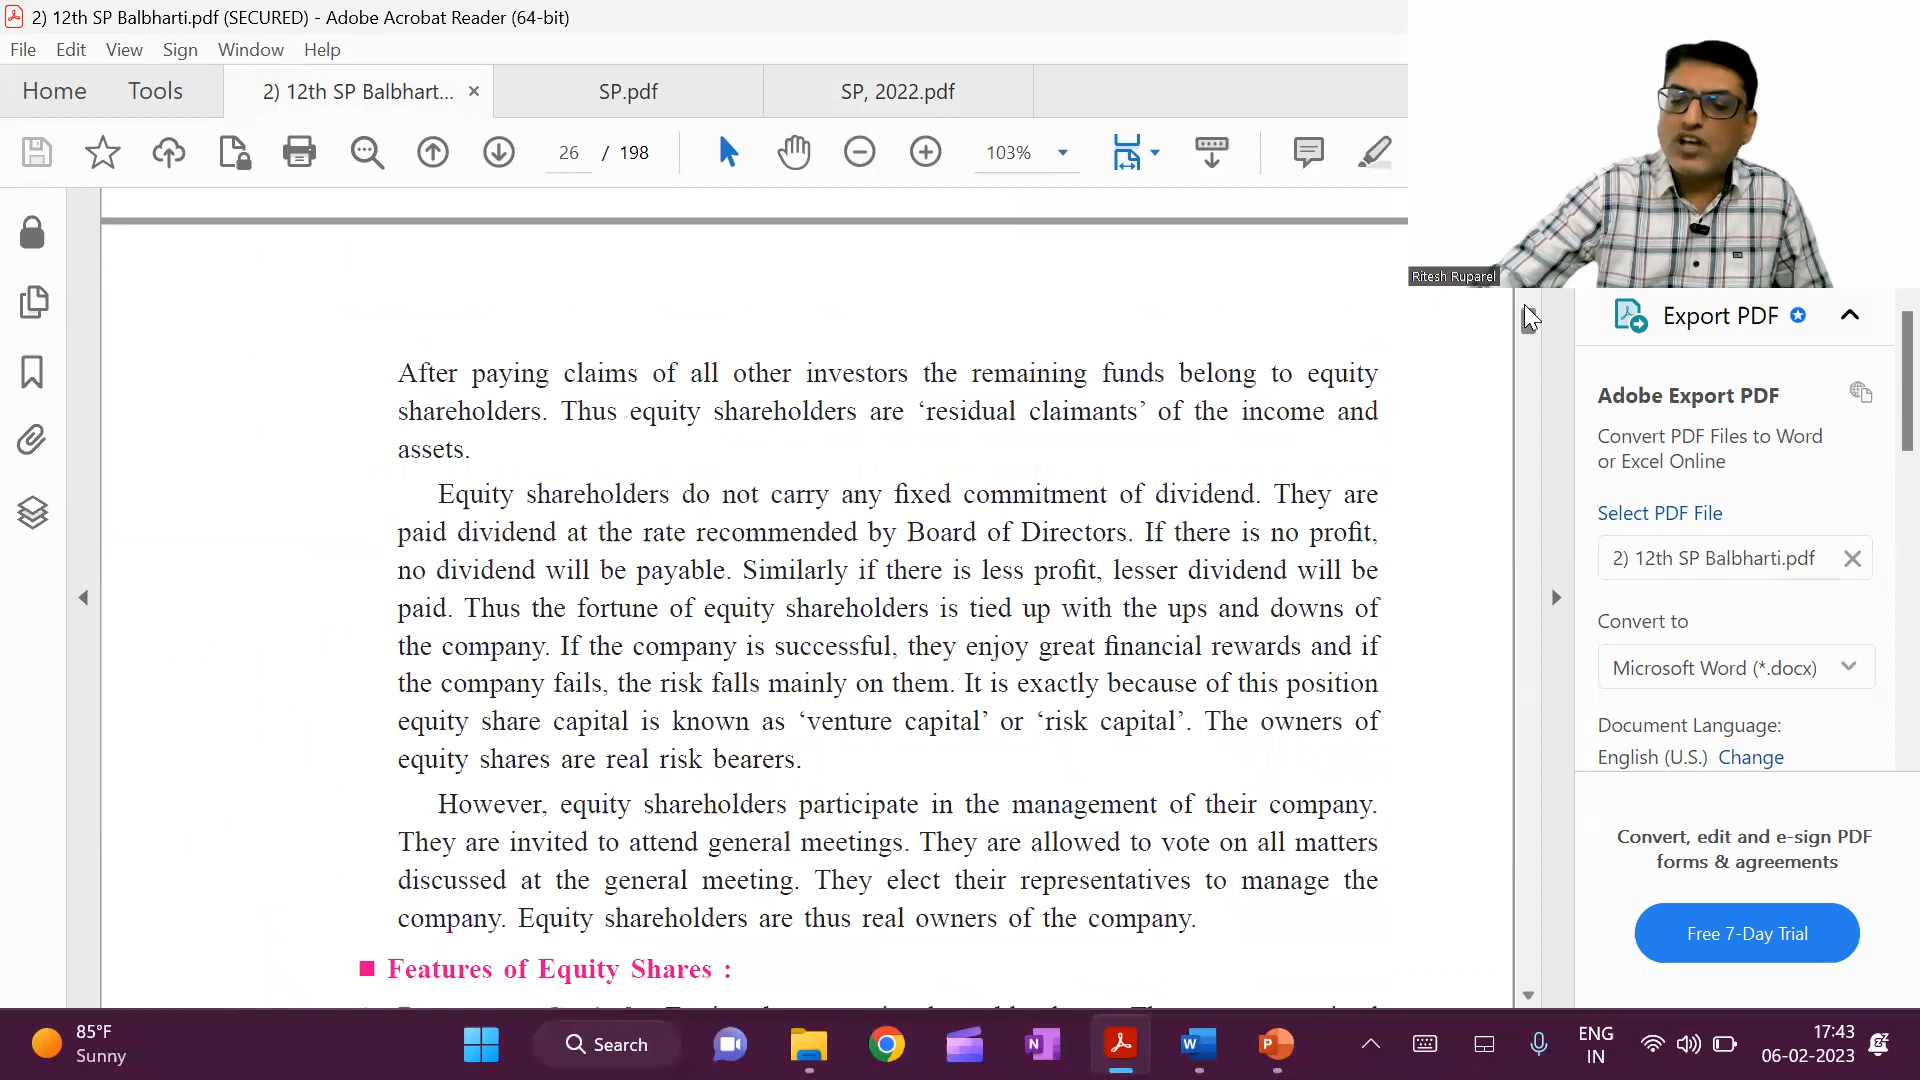 2) 12th SP Balbharti.pdf (SECURED) - Adobe Acrobat Reader (64-bit)
File Edit View Sign Window Help
Home Tools 2) 12th SP Balbhart... × SP.pdf SP, 2022.pdf
26 / 198 103%
Ritesh Ruparel
After paying claims of all other investors the remaining funds belong to equity
shareholders. Thus equity shareholders are ‘residual claimants’ of the income and
assets.
Equity shareholders do not carry any fixed commitment of dividend. They are
paid dividend at the rate recommended by Board of Directors. If there is no profit,
no dividend will be payable. Similarly if there is less profit, lesser dividend will be
paid. Thus the fortune of equity shareholders is tied up with the ups and downs of
the company. If the company is successful, they enjoy great financial rewards and if
the company fails, the risk falls mainly on them. It is exactly because of this position
equity share capital is known as ‘venture capital’ or ‘risk capital’. The owners of
equity shares are real risk bearers.
However, equity shareholders participate in the management of their company.
They are invited to attend general meetings. They are allowed to vote on all matters
discussed at the general meeting. They elect their representatives to manage the
company. Equity shareholders are thus real owners of the company.
■ Features of Equity Shares :
Export PDF
Adobe Export PDF
Convert PDF Files to Word
or Excel Online
Select PDF File
2) 12th SP Balbharti.pdf
Convert to
Microsoft Word (*.docx)
Document Language:
English (U.S.) Change
Convert, edit and e-sign PDF
forms & agreements
Free 7-Day Trial
85°F
Sunny
Search
ENG
IN
17:43
06-02-2023